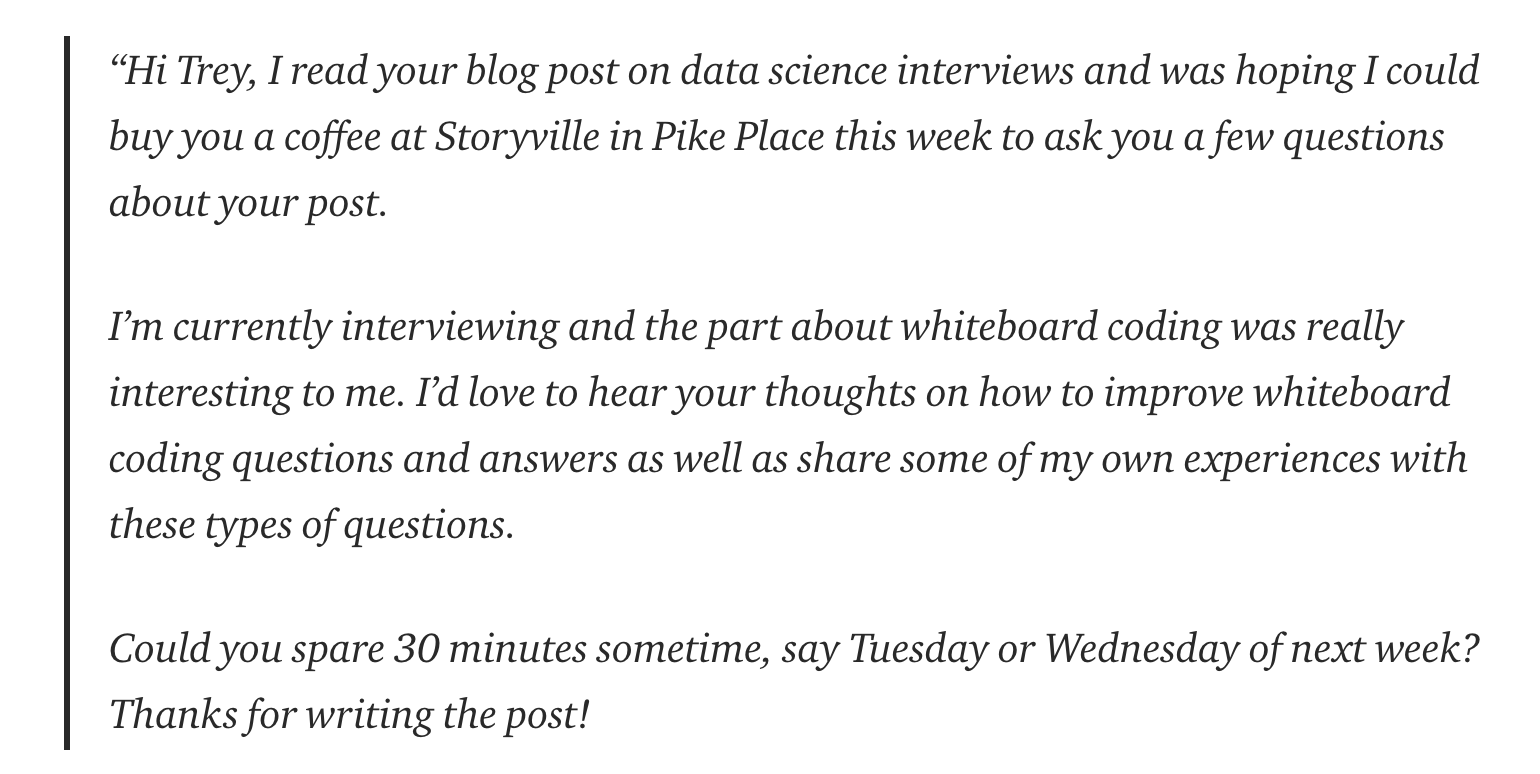 “Hi Trey, I read your blog post on data science interviews and was hoping I could
buy you a coffee at Storyville in Pike Place this week to ask you a few questions
about your post.
I’m currently interviewing and the part about whiteboard coding was really
interesting to me. I’d love to hear your thoughts on how to improve whiteboard
coding questions and answers as well as share some of my own experiences with
these types of questions.
Could you spare 30 minutes sometime, say Tuesday or Wednesday of next week?
Thanks for writing the post!